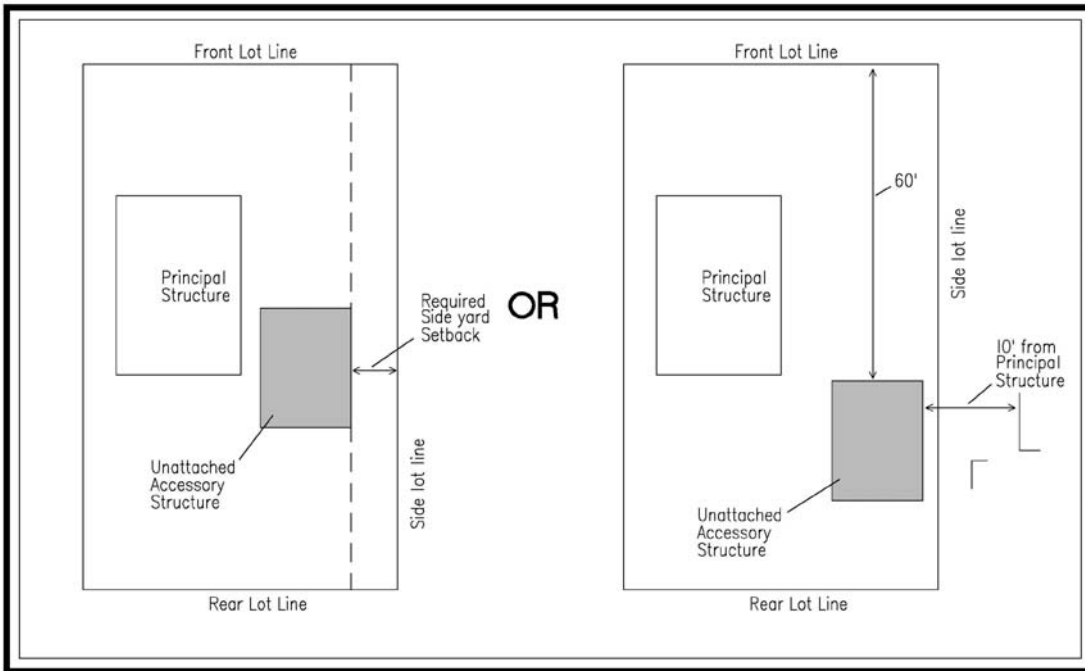 Front Lot Line
Principal
Structure
Required
Side yard
Setback
Unattached
Accessory
Structure
Side lot line
Rear Lot Line
OR
Front Lot Line
60'
Side lot line
Principal
Structure
10' from
Principal
Structure
Unattached
Accessory
Structure
Rear Lot Line